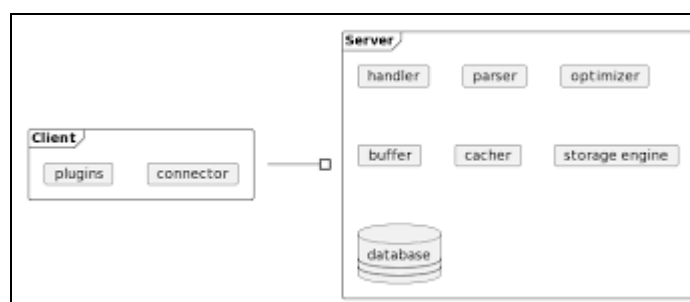 Server
handler parser optimizer
Client
buffer cacher storage engine
plugins connector
database